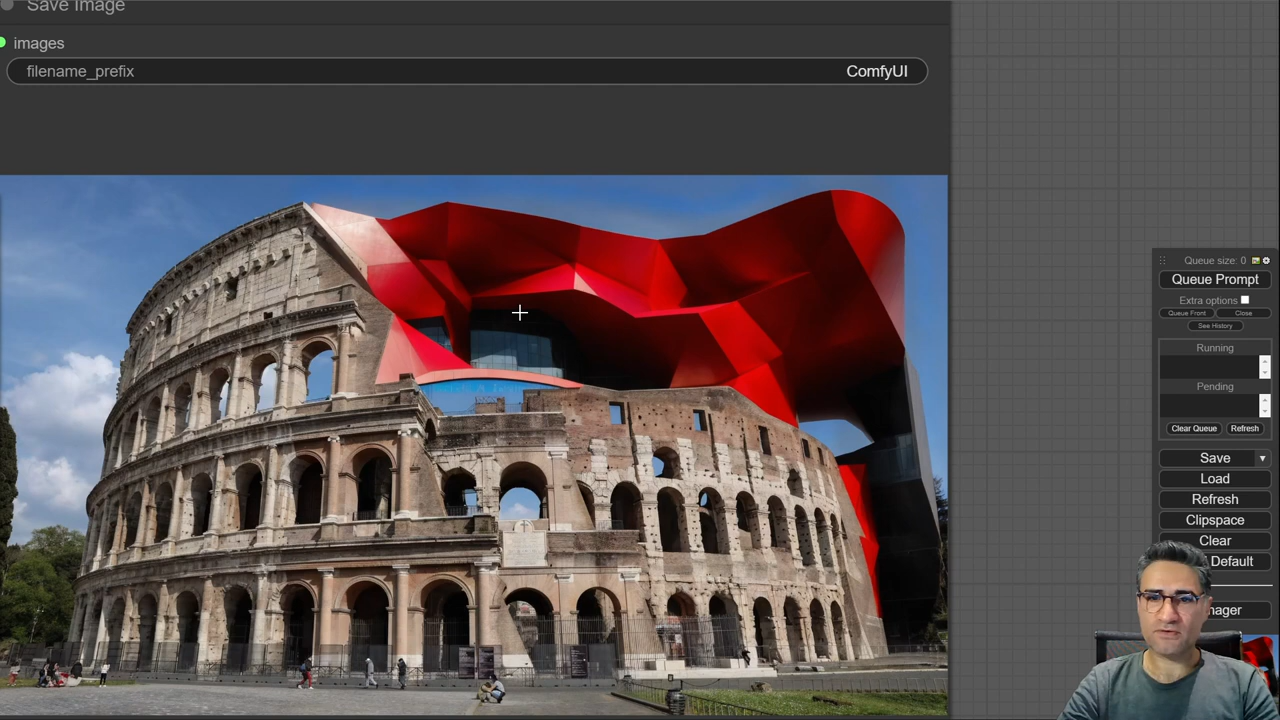 Save Image
images
filename_prefix ComfyUI
Queue size: 0
Queue Prompt
Extra options
Queue Front Close
See History
Running
Pending
Clear Queue Refresh
Save ▼
Load
Refresh
Clipspace
Clear
Default
nager